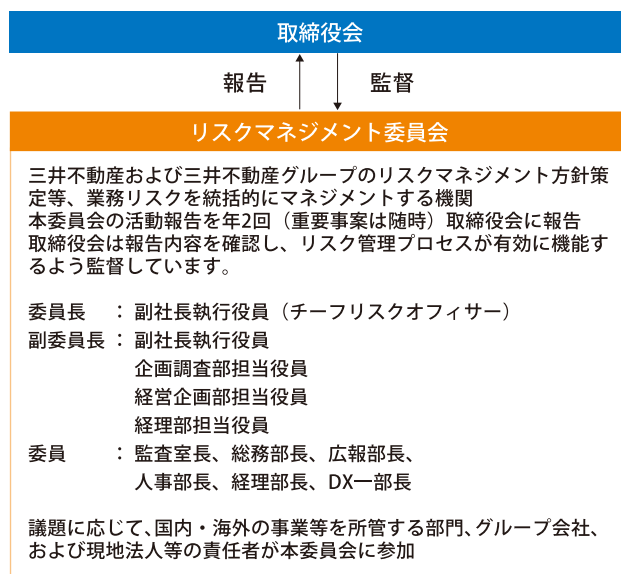 取締役会
報告
監督
リスクマネジメント委員会
三井不動産および三井不動産グループのリスクマネジメント方針策
定等、業務リスクを統括的にマネジメントする機関
本委員会の活動報告を年2回（重要事案は随時）取締役会に報告
取締役会は報告内容を確認し、リスク管理プロセスが有効に機能す
るよう監督しています。
委員長 ： 副社長執行役員（チーフリスクオフィサー）
副委員長 ： 副社長執行役員
企画調査部担当役員
経営企画部担当役員
経理部担当役員
委員 ： 監査室長、総務部長、広報部長、
人事部長、経理部長、DX一部長
議題に応じて、国内・海外の事業等を所管する部門、グループ会社、
および現地法人等の責任者が本委員会に参加